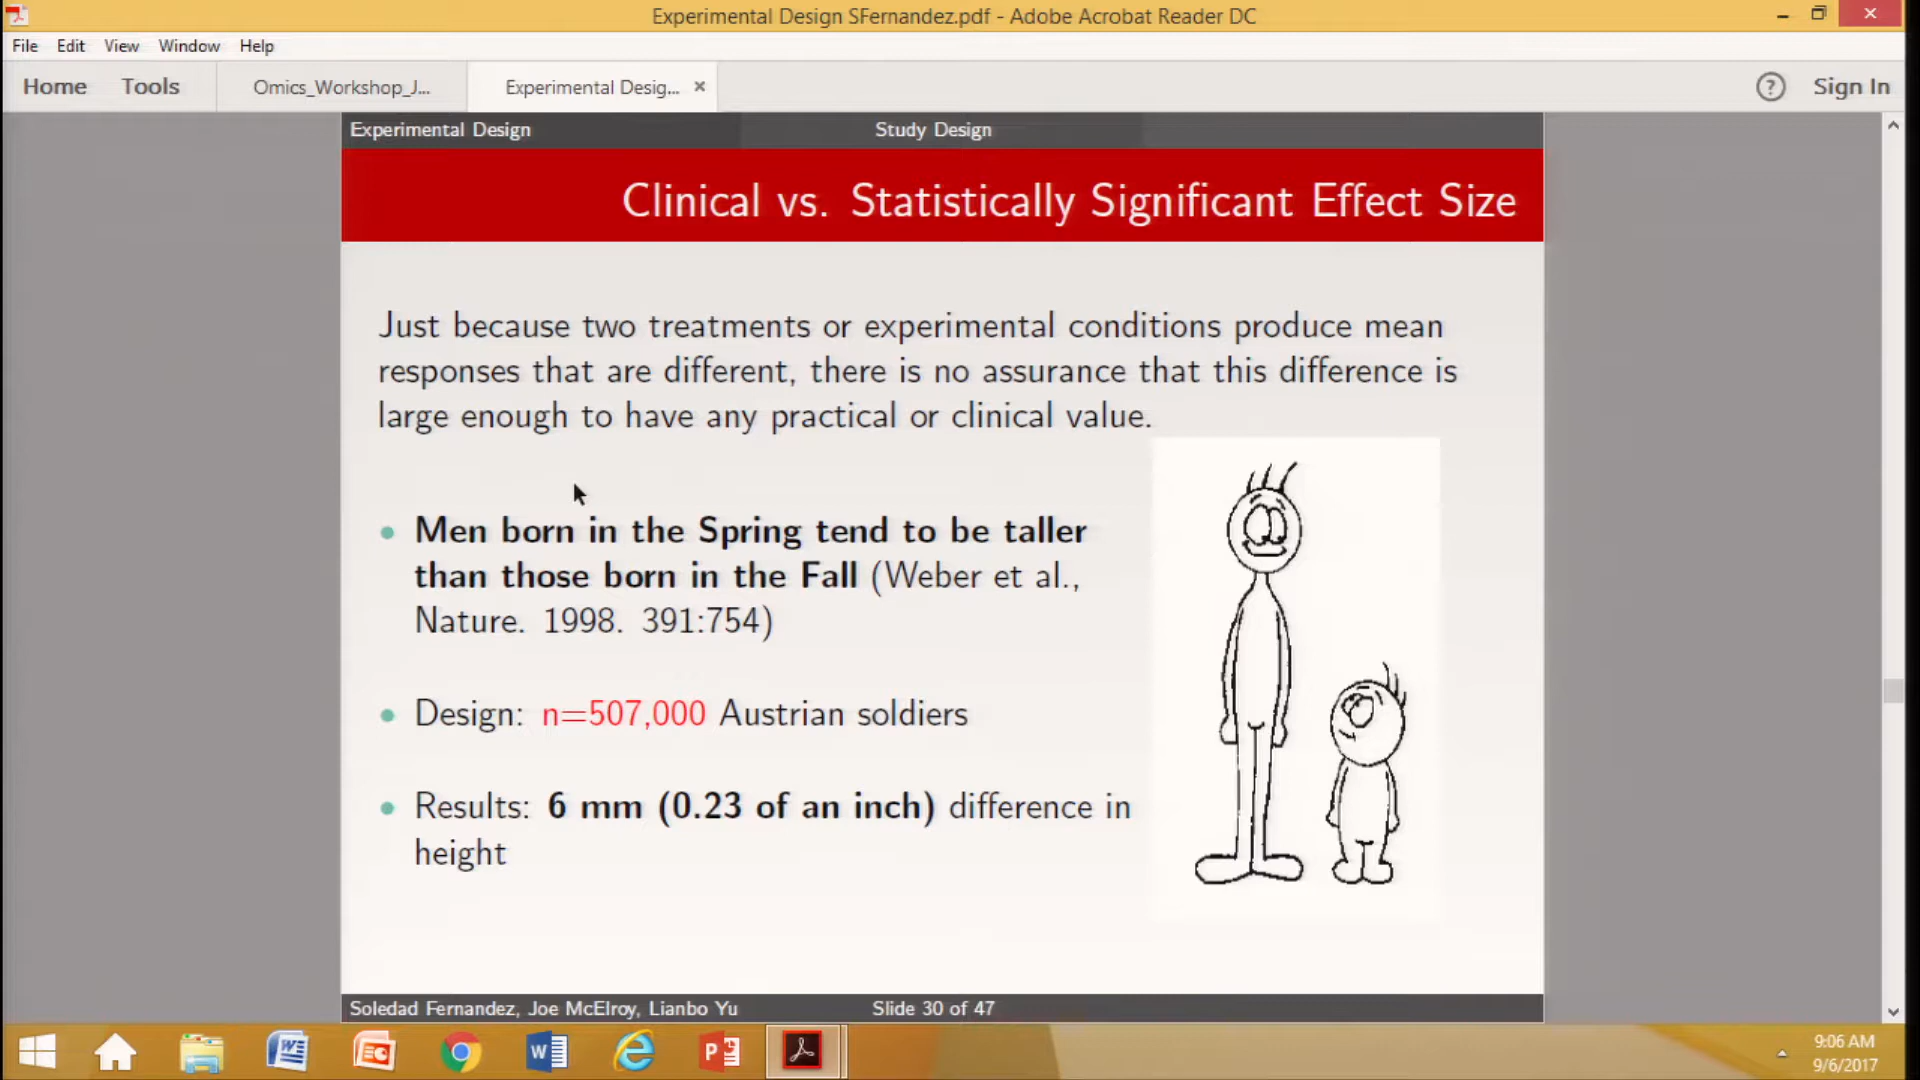 Experimental Design SFernandez.pdf - Adobe Acrobat Reader DC
File Edit View Window Help
Home Tools Omics_Workshop_J... Experimental Desig... × ? Sign In
Experimental Design Study Design
Clinical vs. Statistically Significant Effect Size
Just because two treatments or experimental conditions produce mean
responses that are different, there is no assurance that this difference is
large enough to have any practical or clinical value.
• Men born in the Spring tend to be taller
than those born in the Fall (Weber et al.,
Nature. 1998. 391:754)
• Design: n=507,000 Austrian soldiers
• Results: 6 mm (0.23 of an inch) difference in
height
Soledad Fernandez, Joe McElroy, Lianbo Yu Slide 30 of 47
9:06 AM
9/6/2017